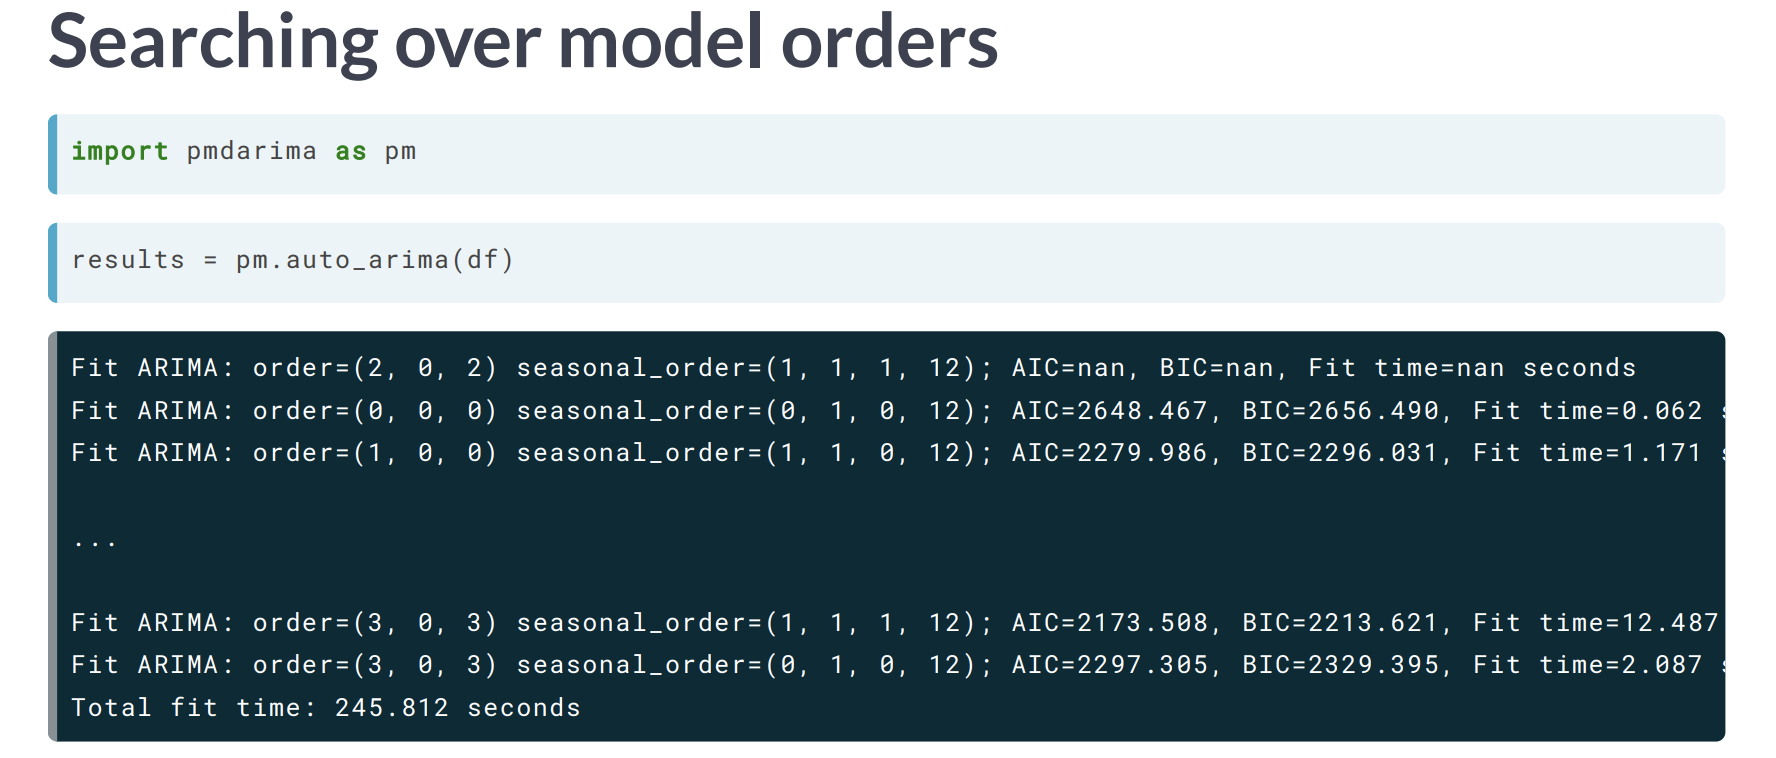 Searching over model orders
import pmdarima as pm
results = pm.auto_arima(df)
Fit ARIMA: order=(2, 0, 2) seasonal_order=(1, 1, 1, 12); AIC=nan, BIC=nan, Fit time=nan seconds
Fit ARIMA: order=(0, 0, 0) seasonal_order=(0, 1, 0, 12); AIC=2648.467, BIC=2656.490, Fit time=0.062
Fit ARIMA: order=(1, 0, 0) seasonal_order=(1, 1, 0, 12); AIC=2279.986, BIC=2296.031, Fit time=1.171
...
Fit ARIMA: order=(3, 0, 3) seasonal_order=(1, 1, 1, 12); AIC=2173.508, BIC=2213.621, Fit time=12.487
Fit ARIMA: order=(3, 0, 3) seasonal_order=(0, 1, 0, 12); AIC=2297.305, BIC=2329.395, Fit time=2.087
Total fit time: 245.812 seconds